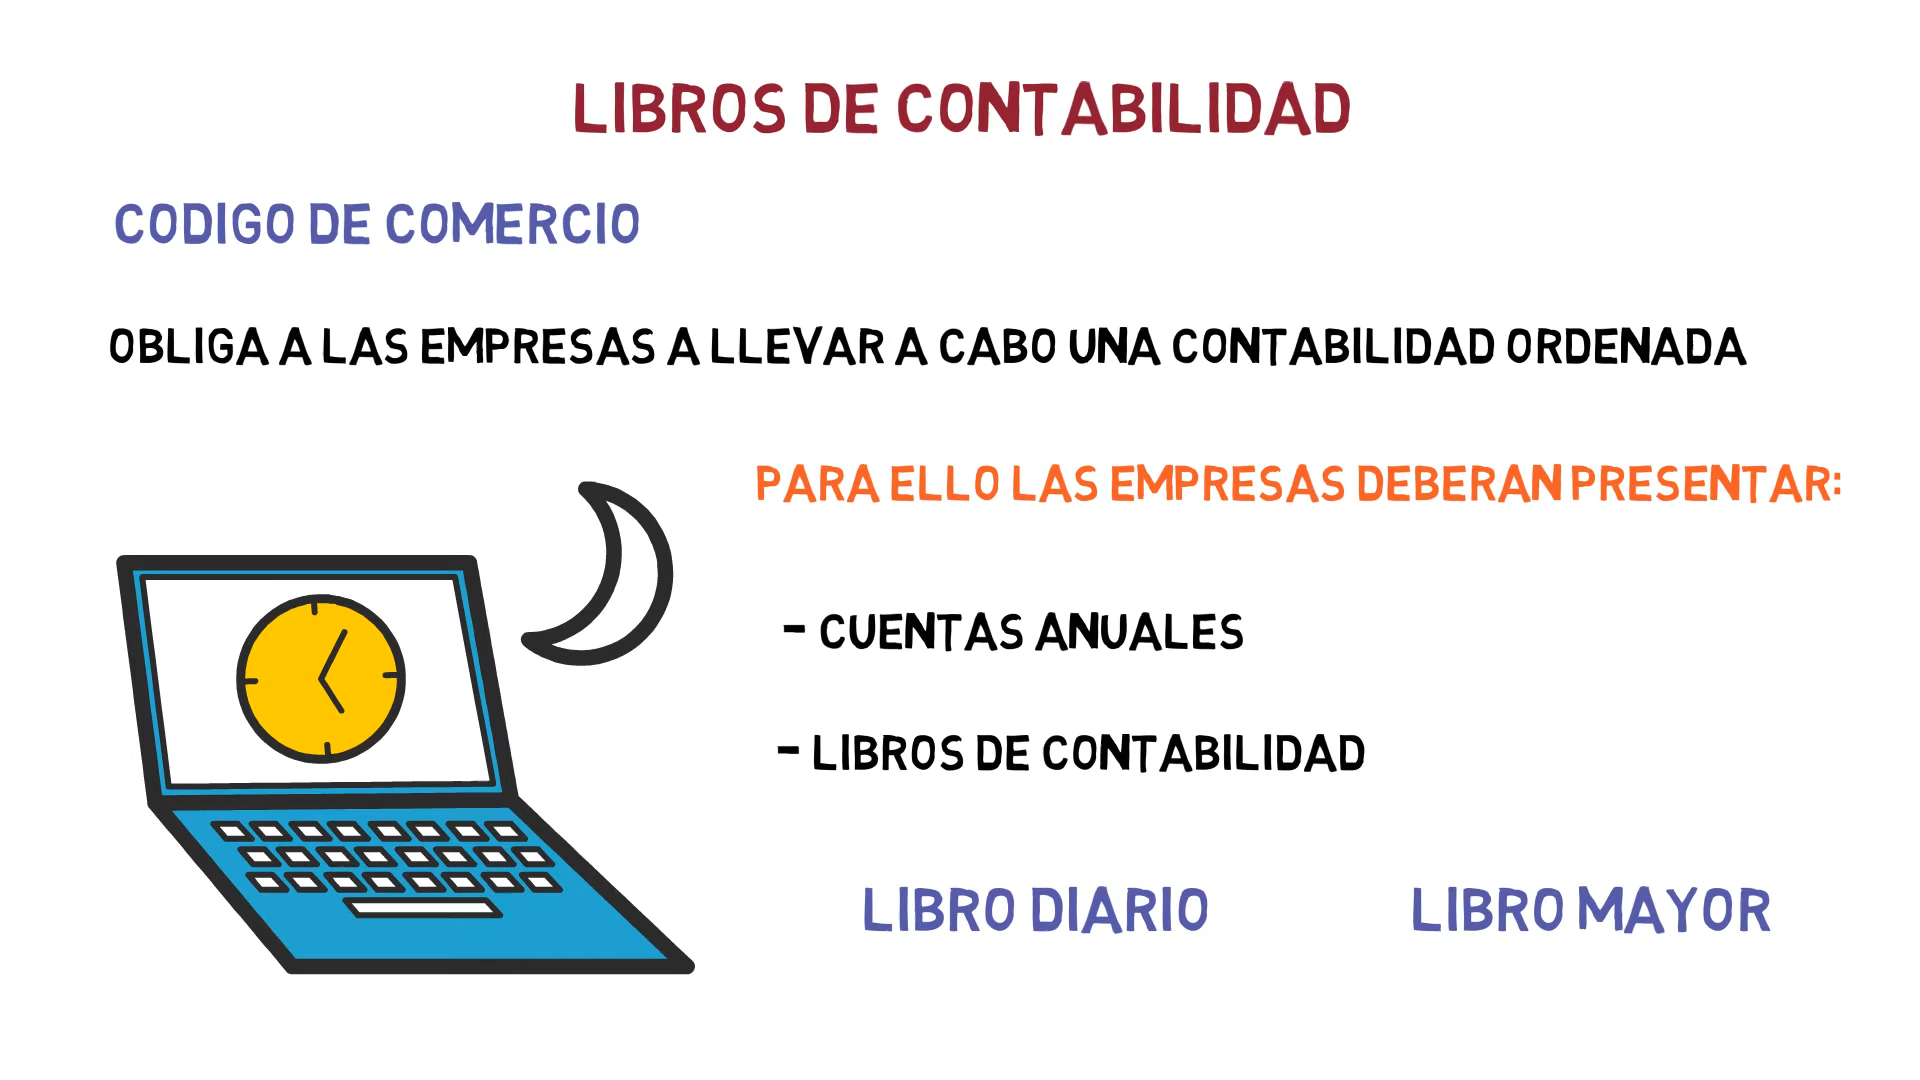 LIBROS DE CONTABILIDAD
CODIGO DE COMERCIO
OBLIGA A LAS EMPRESAS A LLEVAR A CABO UNA CONTABILIDAD ORDENADA
PARA ELLO LAS EMPRESAS DEBERAN PRESENTAR:
- CUENTAS ANUALES
- LIBROS DE CONTABILIDAD
LIBRO DIARIO LIBRO MAYOR